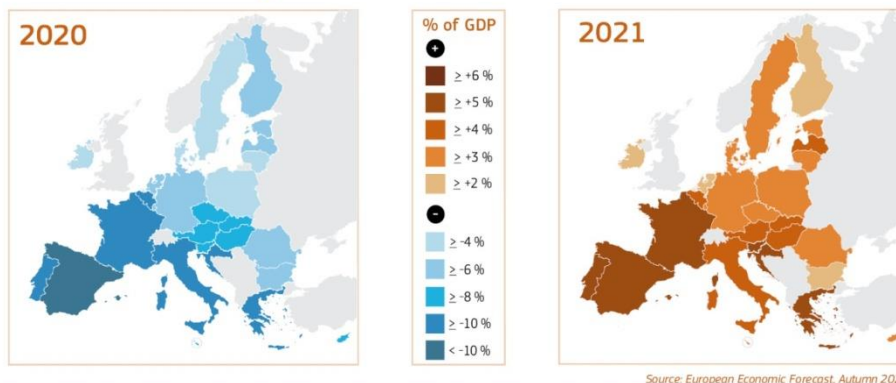 2020
% of GDP
+
≥ +6 %
≥ +5 %
≥ +4 %
≥ +3 %
≥ +2 %
-
≥ -4 %
≥ -6 %
≥ -8 %
≥ -10 %
< -10 %
2021
Source: European Economic Forecast, Autumn